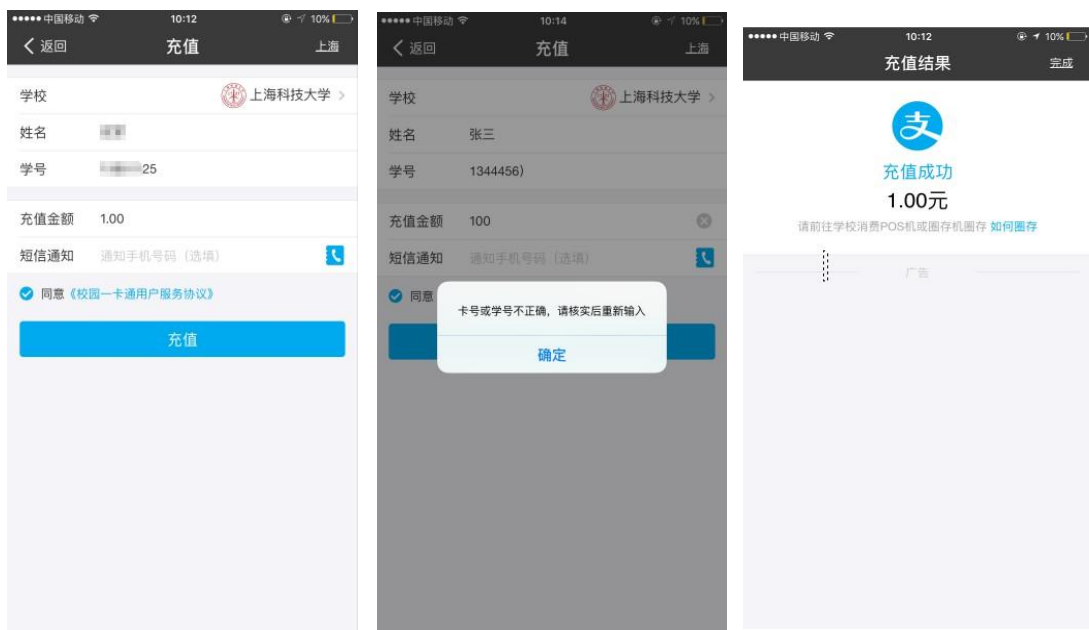 中国移动 10:12 10%
返回 充值 上海
学校 上海科技大学
姓名
学号 25
充值金额 1.00
短信通知 通知手机号码（选填）
同意《校园一卡通用户服务协议》
充值
中国移动 10:14 10%
返回 充值 上海
学校 上海科技大学
姓名 张三
学号 1344456)
充值金额 100
短信通知 通知手机号码（选填）
同意
卡号或学号不正确，请核实后重新输入
确定
中国移动 10:12 10%
充值结果 完成
支
充值成功
1.00元
请前往学校消费POS机或圈存机圈存 如何圈存
广告